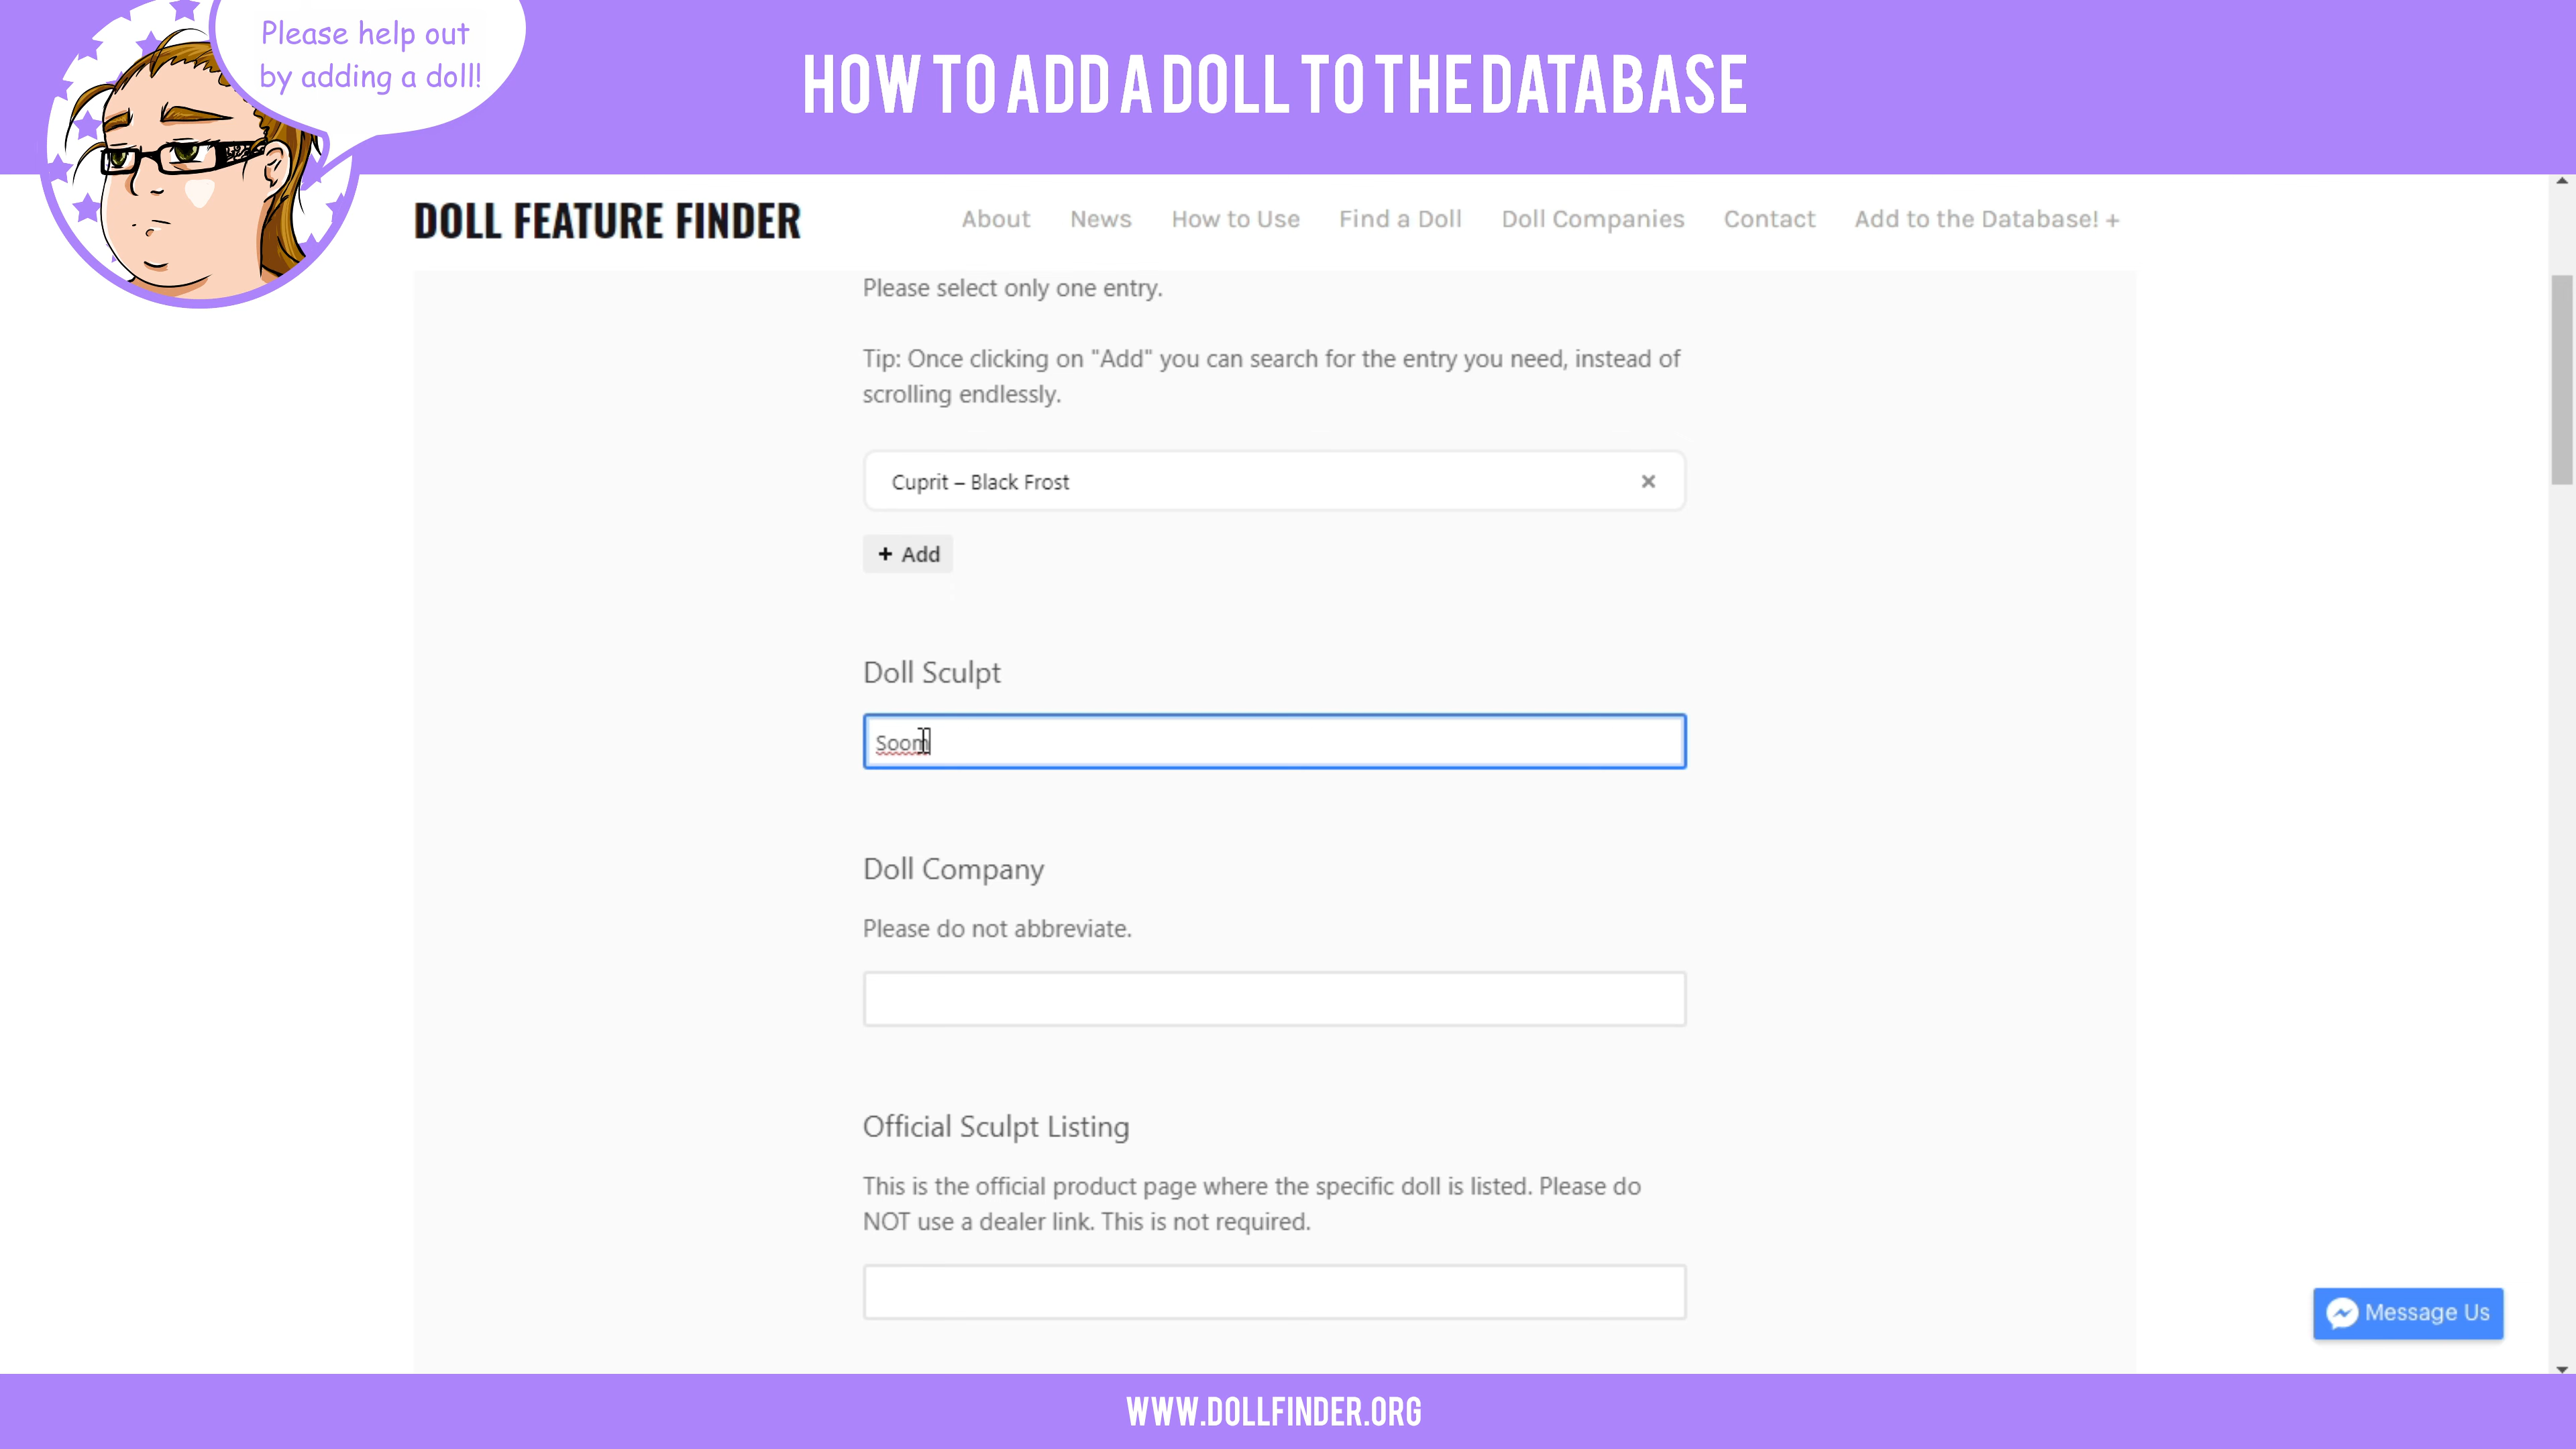 Please help out
by adding a doll!
HOW TO ADD A DOLL TO THE DATABASE
DOLL FEATURE FINDER
About News How to Use Find a Doll Doll Companies Contact Add to the Database! +
Please select only one entry.
Tip: Once clicking on "Add" you can search for the entry you need, instead of
scrolling endlessly.
Cuprit – Black Frost ×
+ Add
Doll Sculpt
Soom
Doll Company
Please do not abbreviate.
Official Sculpt Listing
This is the official product page where the specific doll is listed. Please do
NOT use a dealer link. This is not required.
Message Us
WWW.DOLLFINDER.ORG